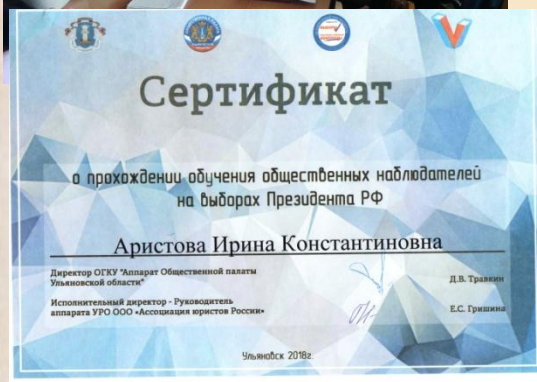 Сертификат
о прохождении обучения общественных наблюдателей
на выборах Президента РФ
Аристова Ирина Константиновна
Директор ОГКУ "Аппарат Общественной палаты
Ульяновской области"
Д.В. Травкин
Исполнительный директор - Руководитель
аппарата УРО ООО «Ассоциация юристов России»
Е.С. Гришина
Ульяновск 2018г.